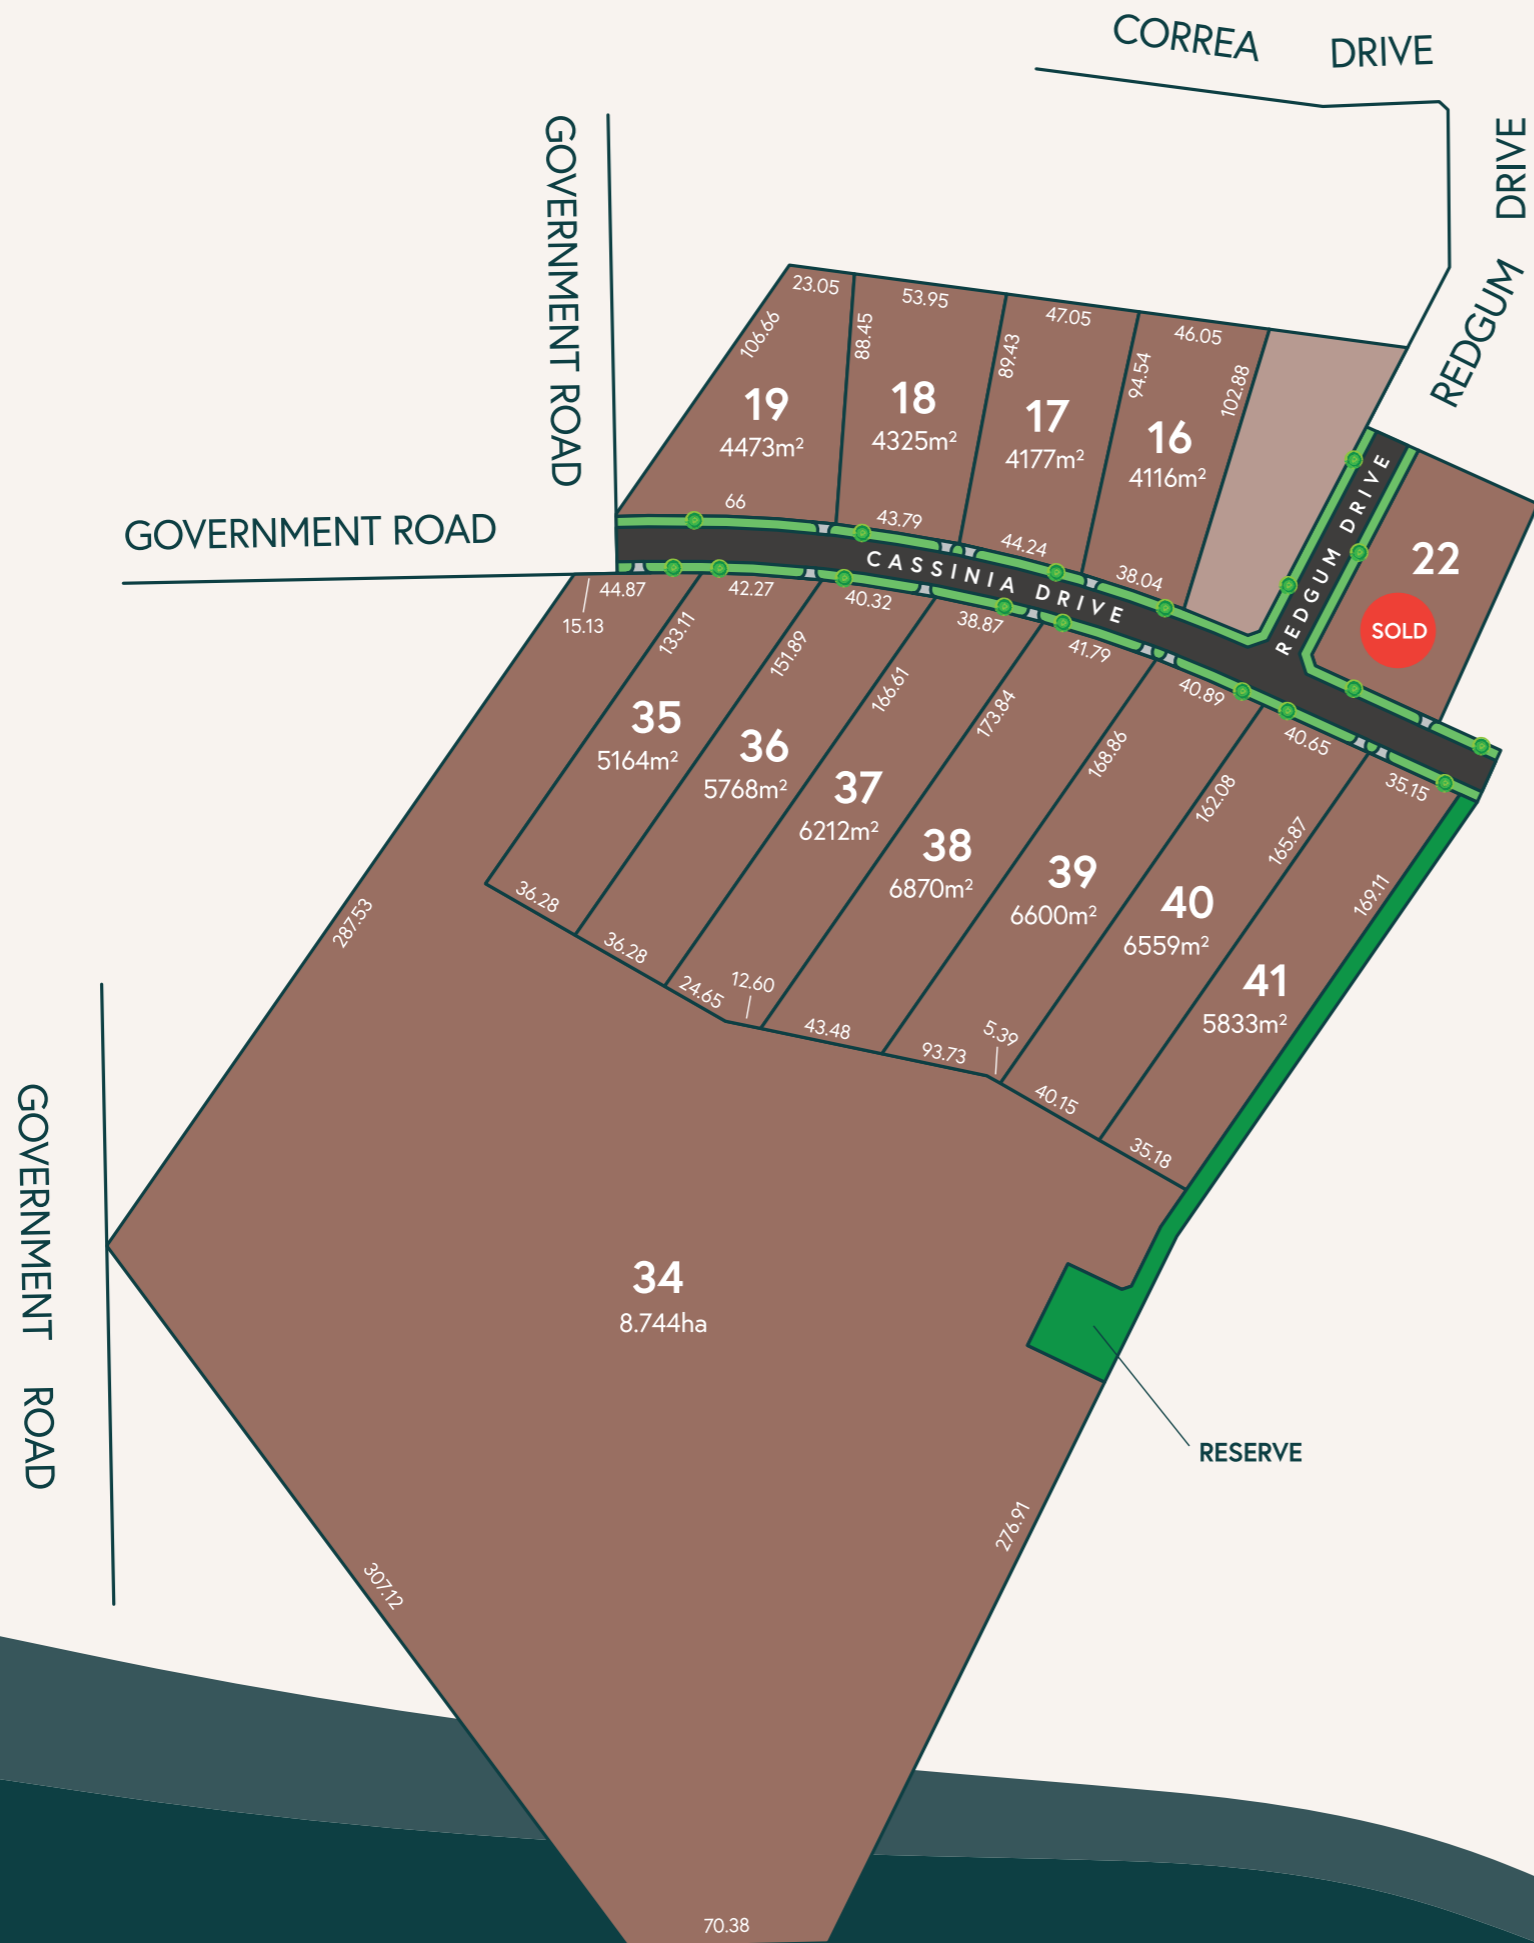 CORREA DRIVE
REDGUM DRIVE
GOVERNMENT ROAD
GOVERNMENT ROAD
23.05
53.95
47.05
46.05
106.66
88.45
89.43
94.54
102.88
19
4473m²
18
4325m²
17
4177m²
16
4116m²
66
43.79
44.24
38.04
CASSINIA DRIVE
REDGUM DRIVE
22
SOLD
15.13
44.87
42.27
40.32
38.87
41.79
40.89
40.65
35.15
133.11
151.89
166.61
173.84
168.86
162.08
165.87
169.11
35
5164m²
36
5768m²
37
6212m²
38
6870m²
39
6600m²
40
6559m²
41
5833m²
287.53
36.28
36.28
24.65
12.60
43.48
93.73
5.39
40.15
35.18
GOVERNMENT ROAD
34
8.744ha
RESERVE
276.91
307.12
70.38